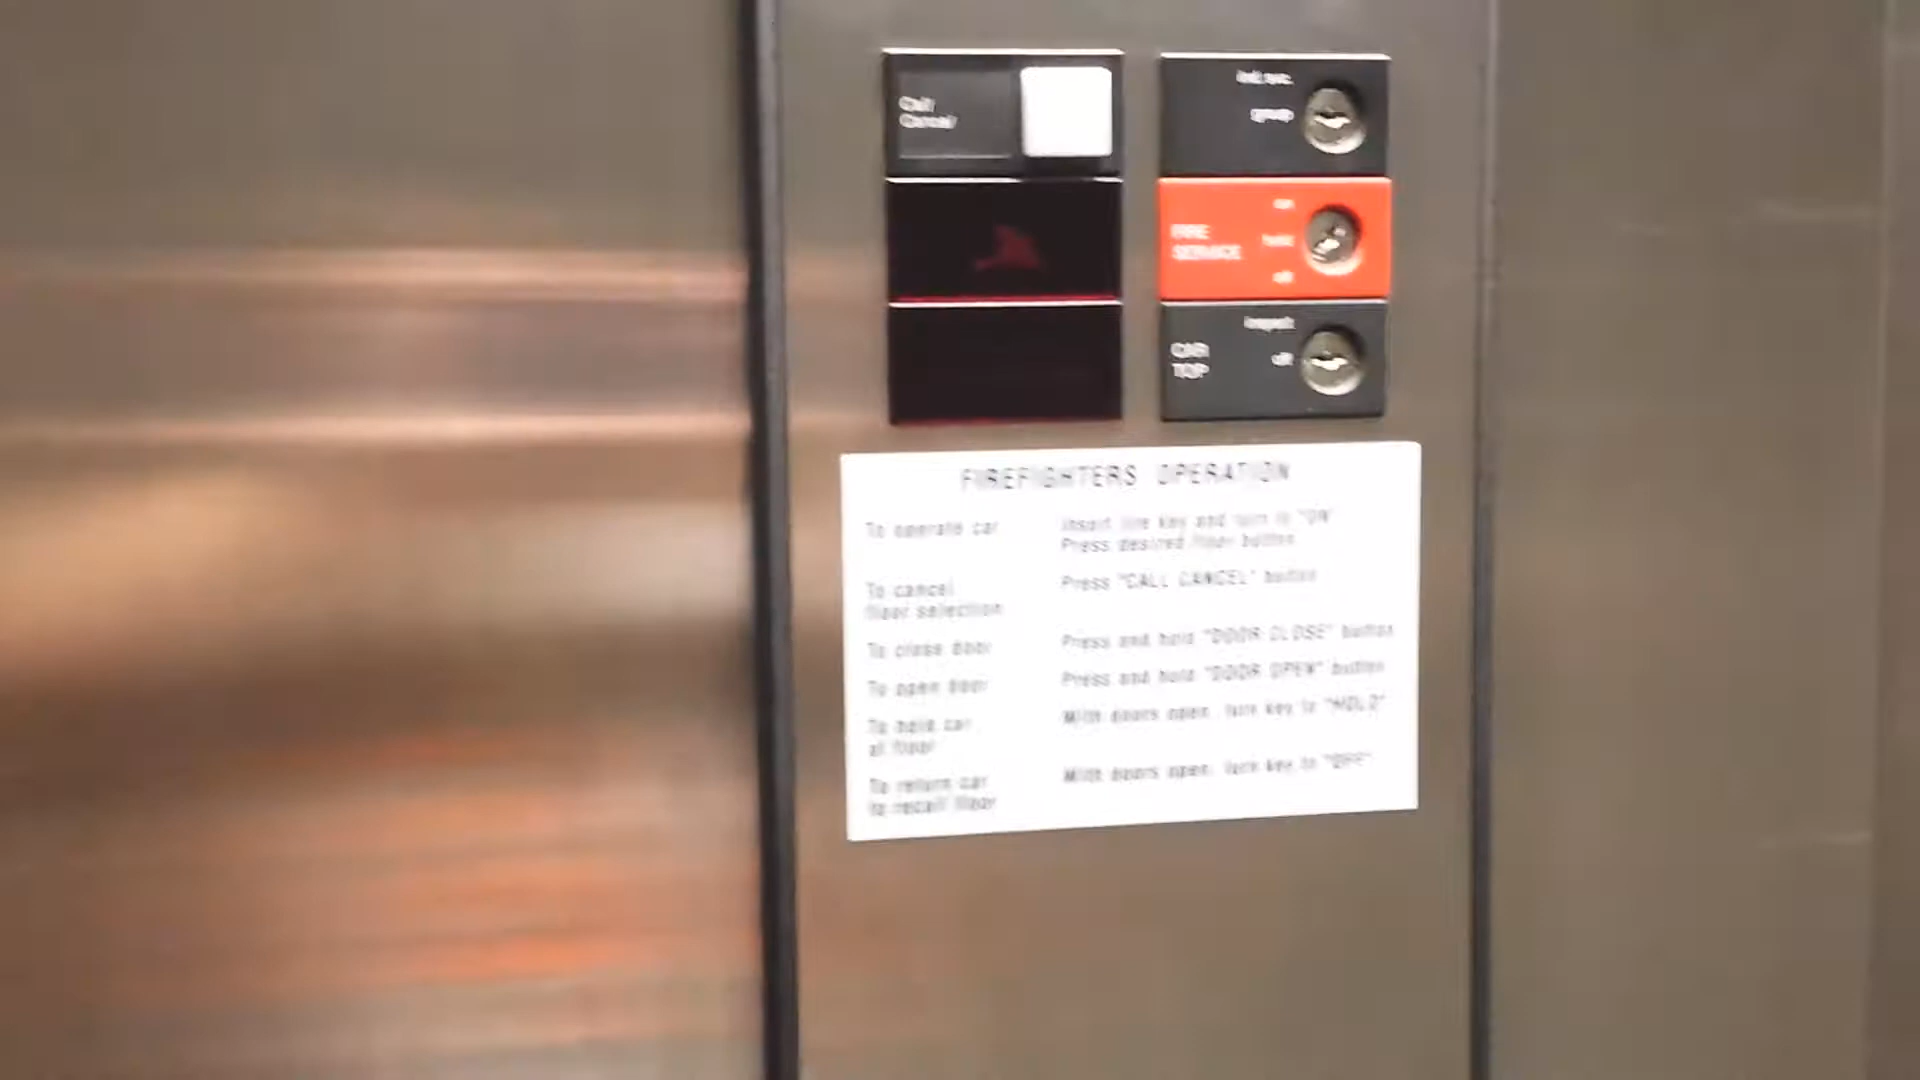 Call
Cancel
ind. svc.
group
FIRE
SERVICE
on
hold
off
inspect
CAR
TOP
off
FIREFIGHTERS OPERATION
To operate car
Insert fire key and turn to "ON"
Press desired floor button
To cancel
floor selection
Press "CALL CANCEL" button
To close door
Press and hold "DOOR CLOSE" button
To open door
Press and hold "DOOR OPEN" button
To hold car
at floor
With doors open, turn key to "HOLD"
To return car
to recall floor
With doors open, turn key to "OFF"